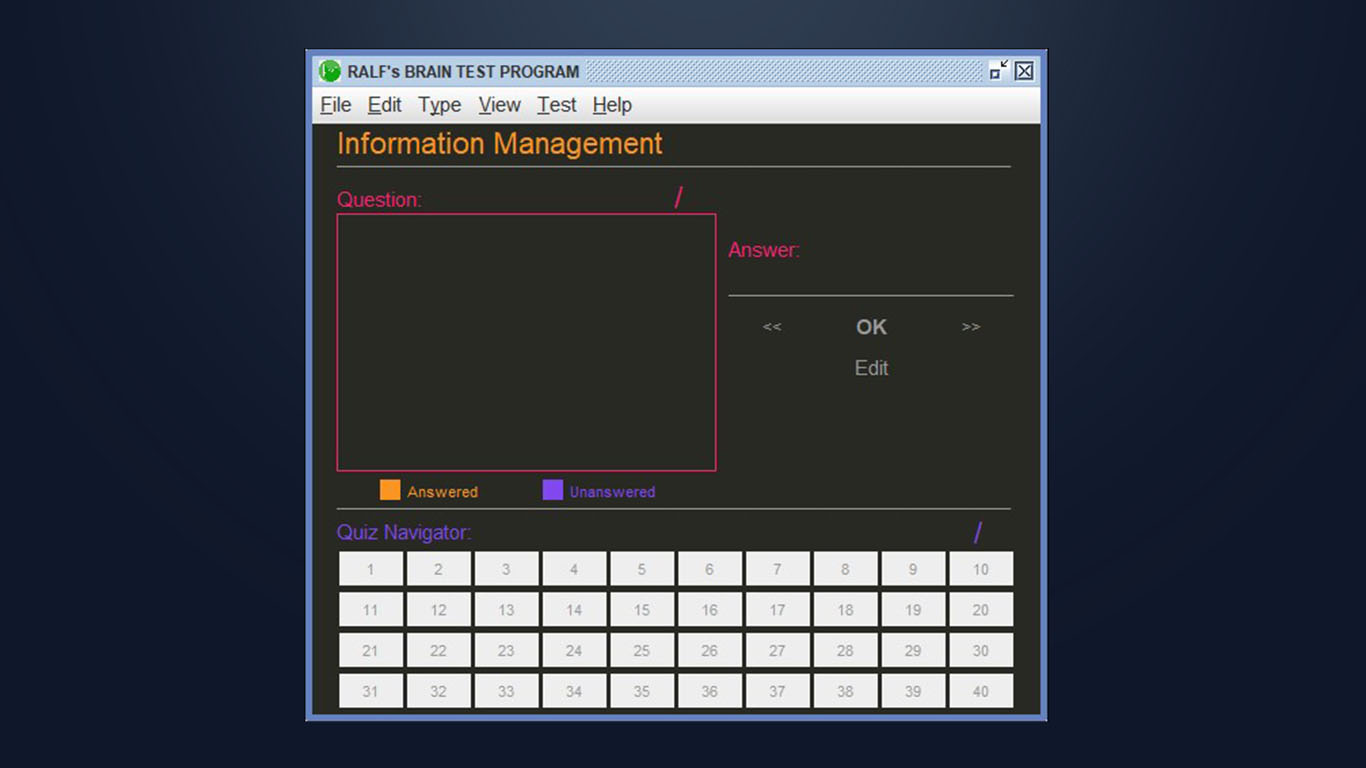 RALF's BRAIN TEST PROGRAM
File Edit Type View Test Help
Information Management
Question: /
Answer:
<< OK >>
Edit
Answered Unanswered
Quiz Navigator: /
1 2 3 4 5 6 7 8 9 10
11 12 13 14 15 16 17 18 19 20
21 22 23 24 25 26 27 28 29 30
31 32 33 34 35 36 37 38 39 40